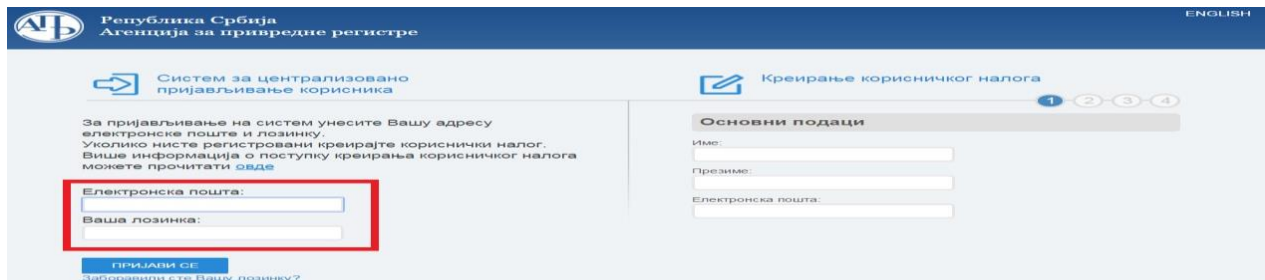 АПР
Република Србија
Агенција за привредне регистре
ENGLISH
Систем за централизовано
пријављивање корисника
За пријављивање на систем унесите Вашу адресу
електронске поште и лозинку.
Уколико нисте регистровани креирајте кориснички налог.
Више информација о поступку креирања корисничког налога
можете прочитати овде
Електронска пошта:
Ваша лозинка:
ПРИЈАВИ СЕ
Заборавили сте Вашу лозинку?
Креирање корисничког налога
1 2 3 4
Основни подаци
Име:
Презиме:
Електронска пошта: